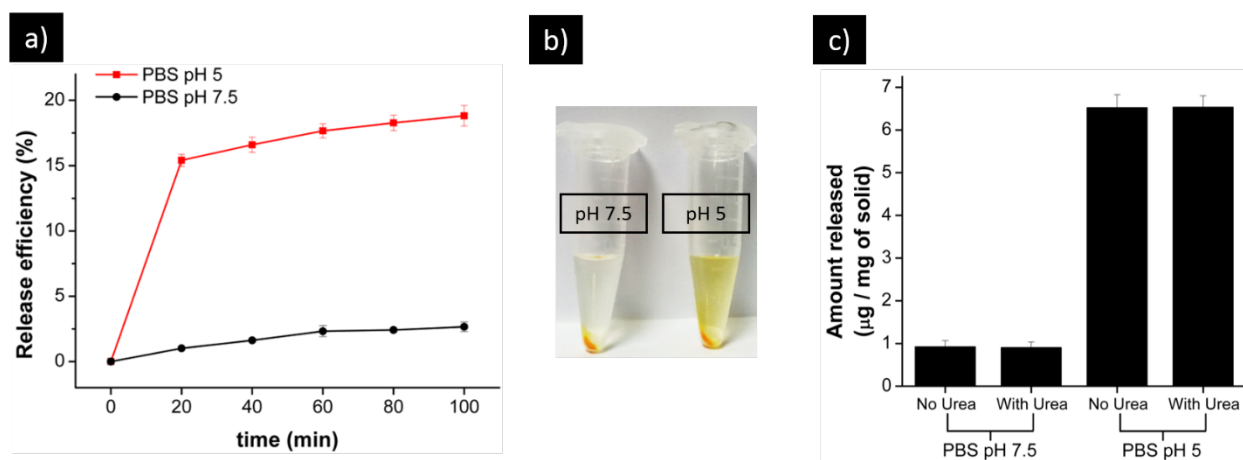 a)
PBS pH 5
PBS pH 7.5
20
15
10
5
0
0 20 40 60 80 100
Release efficiency (%)
time (min)
b)
pH 7.5 pH 5
c)
7
6
5
4
3
2
1
0
Amount released
(μg / mg of solid)
No Urea With Urea No Urea With Urea
PBS pH 7.5 PBS pH 5